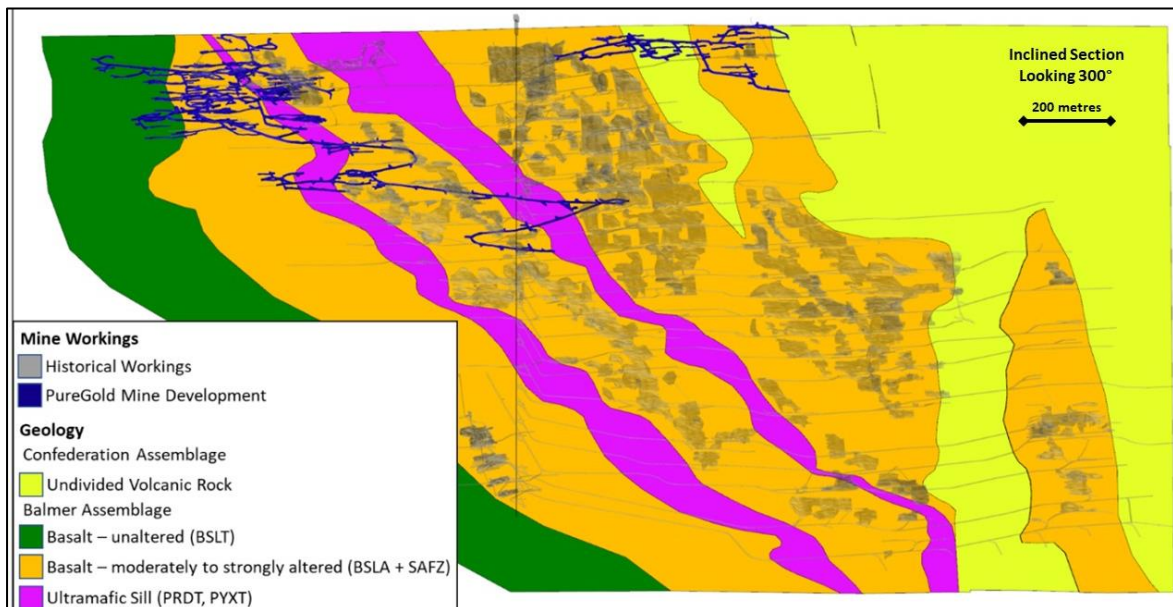 Inclined Section
Looking 300°
200 metres
Mine Workings
Historical Workings
PureGold Mine Development
Geology
Confederation Assemblage
Undivided Volcanic Rock
Balmer Assemblage
Basalt – unaltered (BSLT)
Basalt – moderately to strongly altered (BSLA + SAFZ)
Ultramafic Sill (PRDT, PYXT)